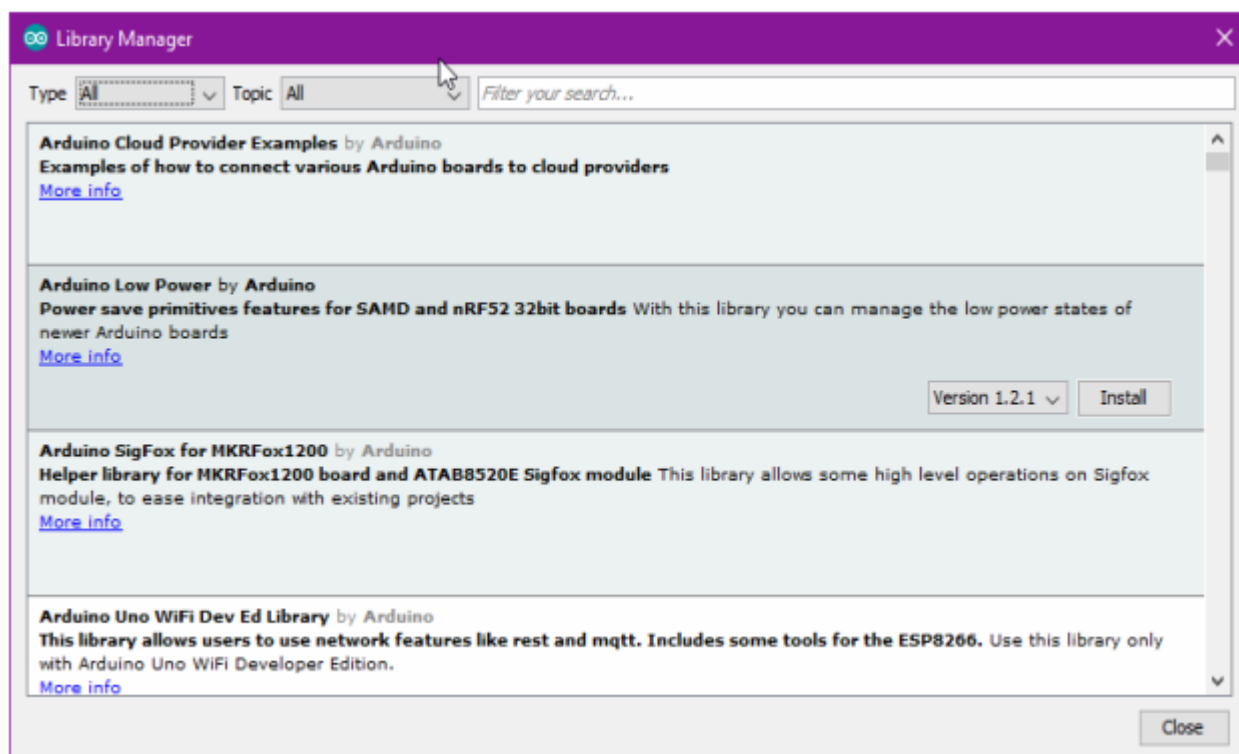 Library Manager
Type All Topic All Filter your search...
Arduino Cloud Provider Examples by Arduino
Examples of how to connect various Arduino boards to cloud providers
More info
Arduino Low Power by Arduino
Power save primitives features for SAMD and nRF52 32bit boards With this library you can manage the low power states of
newer Arduino boards
More info
Version 1.2.1 Install
Arduino SigFox for MKRFox1200 by Arduino
Helper library for MKRFox1200 board and ATAB8520E Sigfox module This library allows some high level operations on Sigfox
module, to ease integration with existing projects
More info
Arduino Uno WiFi Dev Ed Library by Arduino
This library allows users to use network features like rest and mqtt. Includes some tools for the ESP8266. Use this library only
with Arduino Uno WiFi Developer Edition.
More info
Close